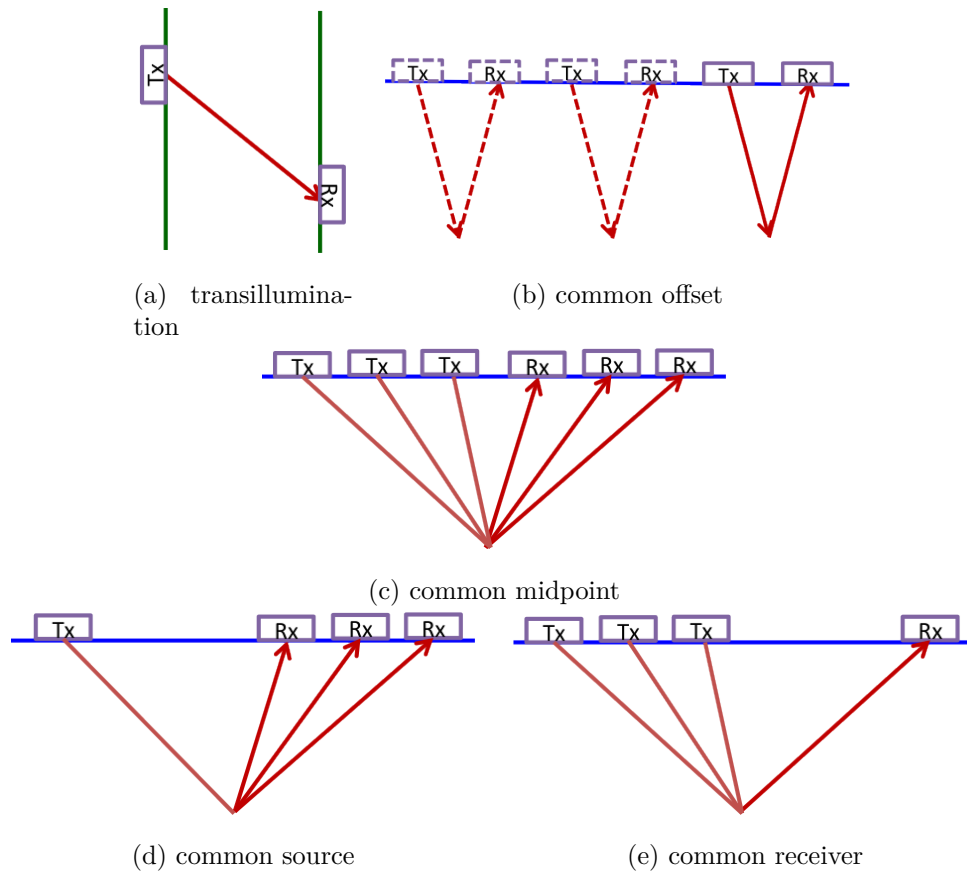 Tx
Rx
(a) transillumina-
tion
Tx Rx Tx Rx Tx Rx
(b) common offset
Tx Tx Tx Rx Rx Rx
(c) common midpoint
Tx Rx Rx Rx
(d) common source
Tx Tx Tx Rx
(e) common receiver